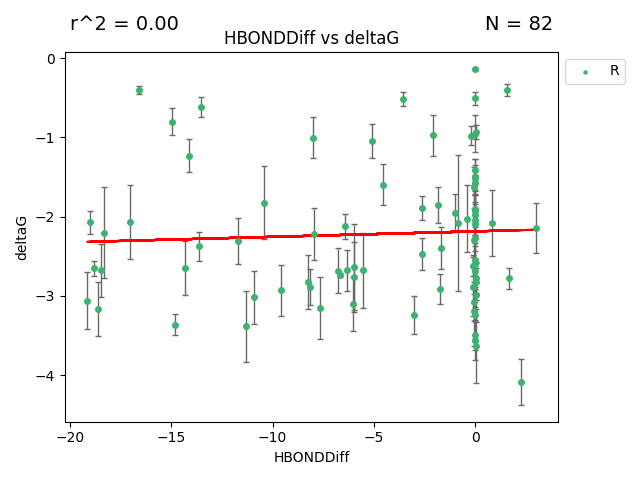 r^2 = 0.00
N = 82
HBONDDiff vs deltaG
R
deltaG
0
−1
−2
−3
−4
−20
−15
−10
−5
0
HBONDDiff